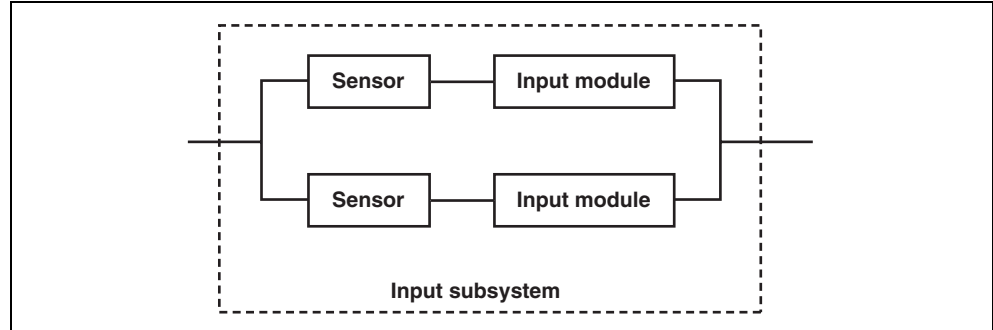 Sensor
Input module
Sensor
Input module
Input subsystem